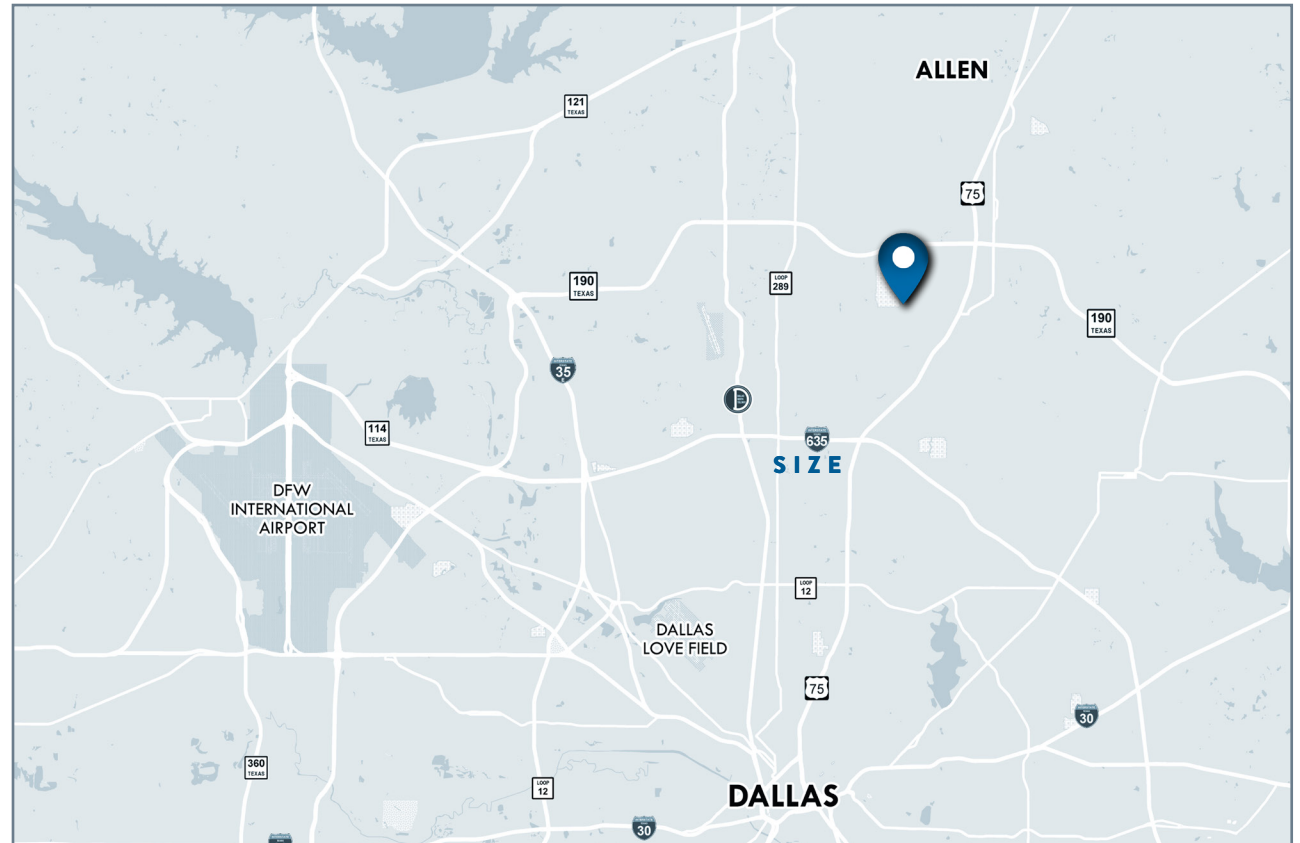 ALLEN
121
TEXAS
75
190
TEXAS
LOOP
289
190
TEXAS
35
114
TEXAS
635
SIZE
DFW
INTERNATIONAL
AIRPORT
LOOP
12
DALLAS
LOVE FIELD
75
30
360
TEXAS
LOOP
12
DALLAS
30